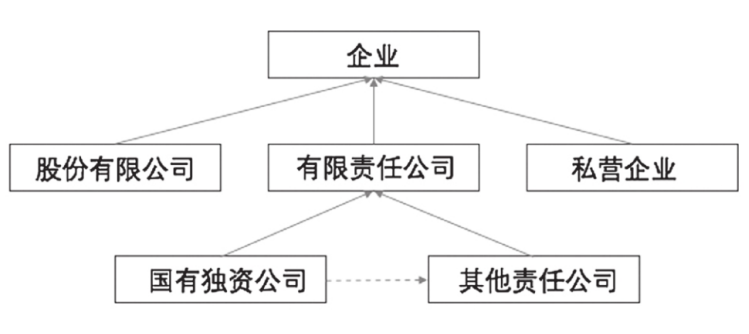 企业
股份有限公司
有限责任公司
私营企业
国有独资公司
其他责任公司